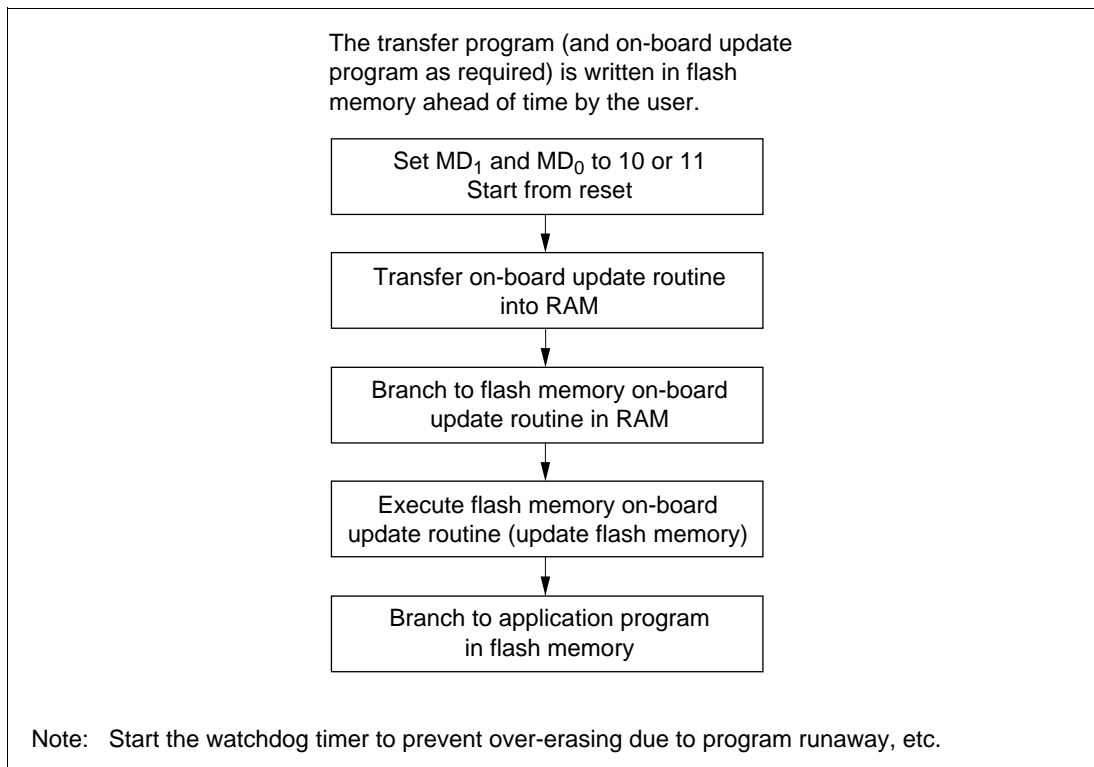 The transfer program (and on-board update
program as required) is written in flash
memory ahead of time by the user.
Set MD₁ and MD₀ to 10 or 11
Start from reset
Transfer on-board update routine
into RAM
Branch to flash memory on-board
update routine in RAM
Execute flash memory on-board
update routine (update flash memory)
Branch to application program
in flash memory
Note: Start the watchdog timer to prevent over-erasing due to program runaway, etc.